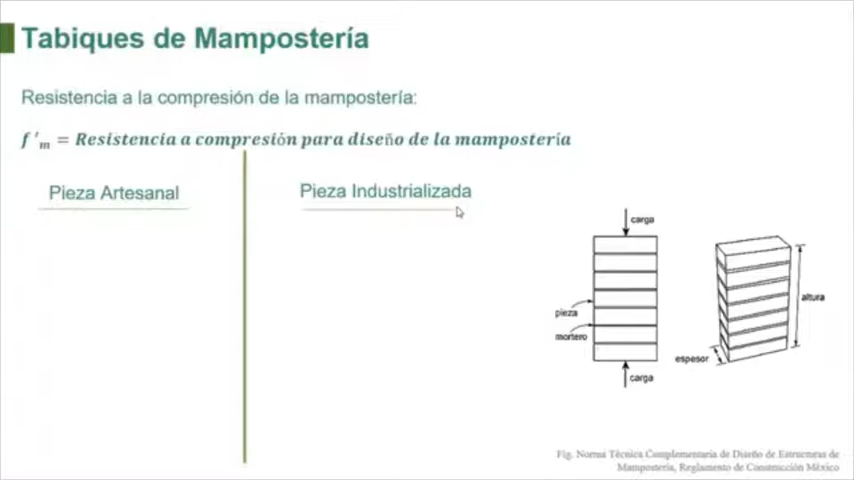 Tabiques de Mampostería
Resistencia a la compresión de la mampostería:
f'm = Resistencia a compresión para diseño de la mampostería
Pieza Artesanal
Pieza Industrializada
carga
pieza
mortero
carga
altura
espesor
Fig. Norma Técnica Complementaria de Diseño de Estructuras de
Mampostería, Reglamento de Construcción México